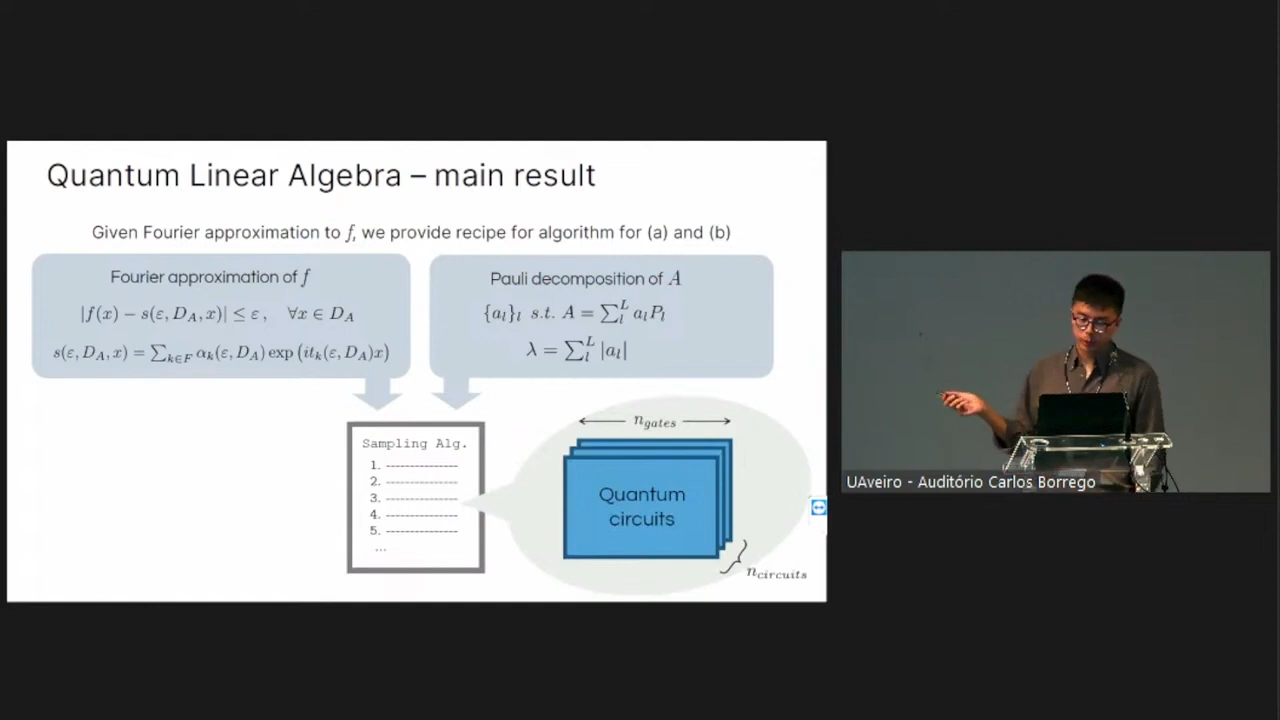 Quantum Linear Algebra – main result
Given Fourier approximation to f, we provide recipe for algorithm for (a) and (b)
Fourier approximation of f
|f(x) − s(ε, D_A, x)| ≤ ε ,   ∀x ∈ D_A
s(ε, D_A, x) = ∑_{k∈F} α_k(ε, D_A) exp (it_k(ε, D_A)x)
Pauli decomposition of A
{a_l}_l s.t. A = ∑_l^L a_l P_l
λ = ∑_l^L |a_l|
Sampling Alg.
1. ---------------
2. ---------------
3. ---------------
4. ---------------
5. ---------------
...
n_gates
Quantum
circuits
n_circuits
UAveiro - Auditório Carlos Borrego